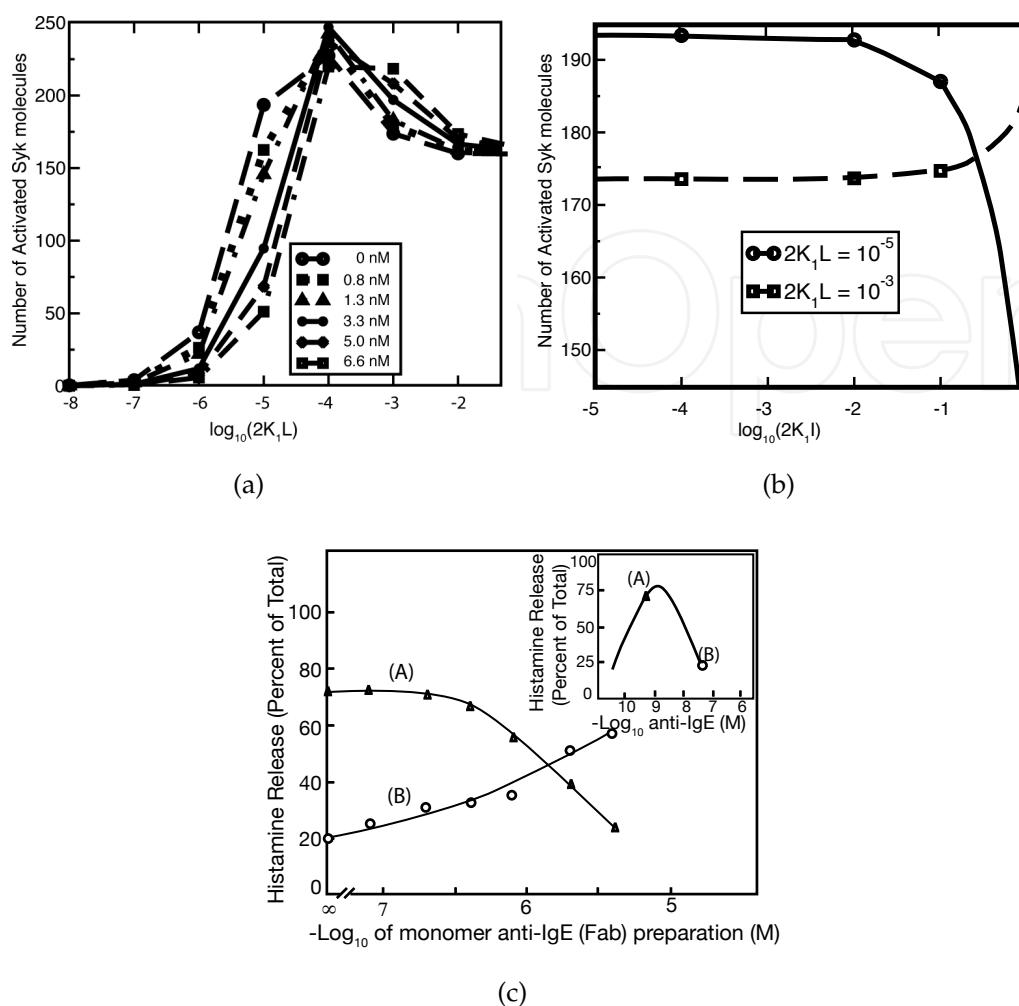 250
200
150
100
50
0
Number of Activated Syk molecules
0 nM
0.8 nM
1.3 nM
3.3 nM
5.0 nM
6.6 nM
-8 -7 -6 -5 -4 -3 -2
log10(2K1L)
(a)
195
185
175
165
150
Number of Activated Syk molecules
2K1L = 10-5
2K1L = 10-3
-5 -4 -3 -2 -1
log10(2K1I)
(b)
Histamine Release (Percent of Total)
100
80
60
40
20
0
(A)
(B)
∞ 7 6 5
-Log10 of monomer anti-IgE (Fab) preparation (M)
Histamine Release
(Percent of Total)
100
75
50
25
0
(A)
(B)
10 9 8 7 6
-Log10 anti-IgE (M)
(c)